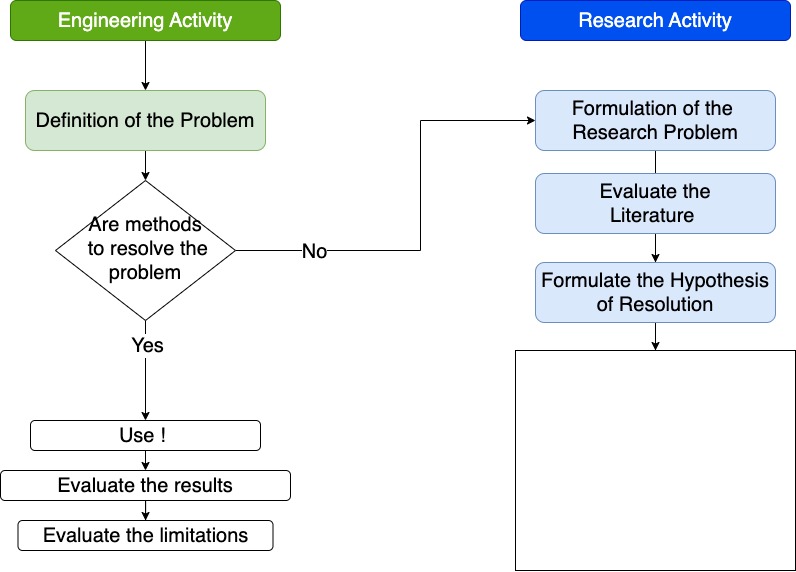 Engineering Activity
Research Activity
Definition of the Problem
Formulation of the
Research Problem
Are methods
to resolve the
problem
No
Evaluate the
Literature
Formulate the Hypothesis
of Resolution
Yes
Use !
Evaluate the results
Evaluate the limitations